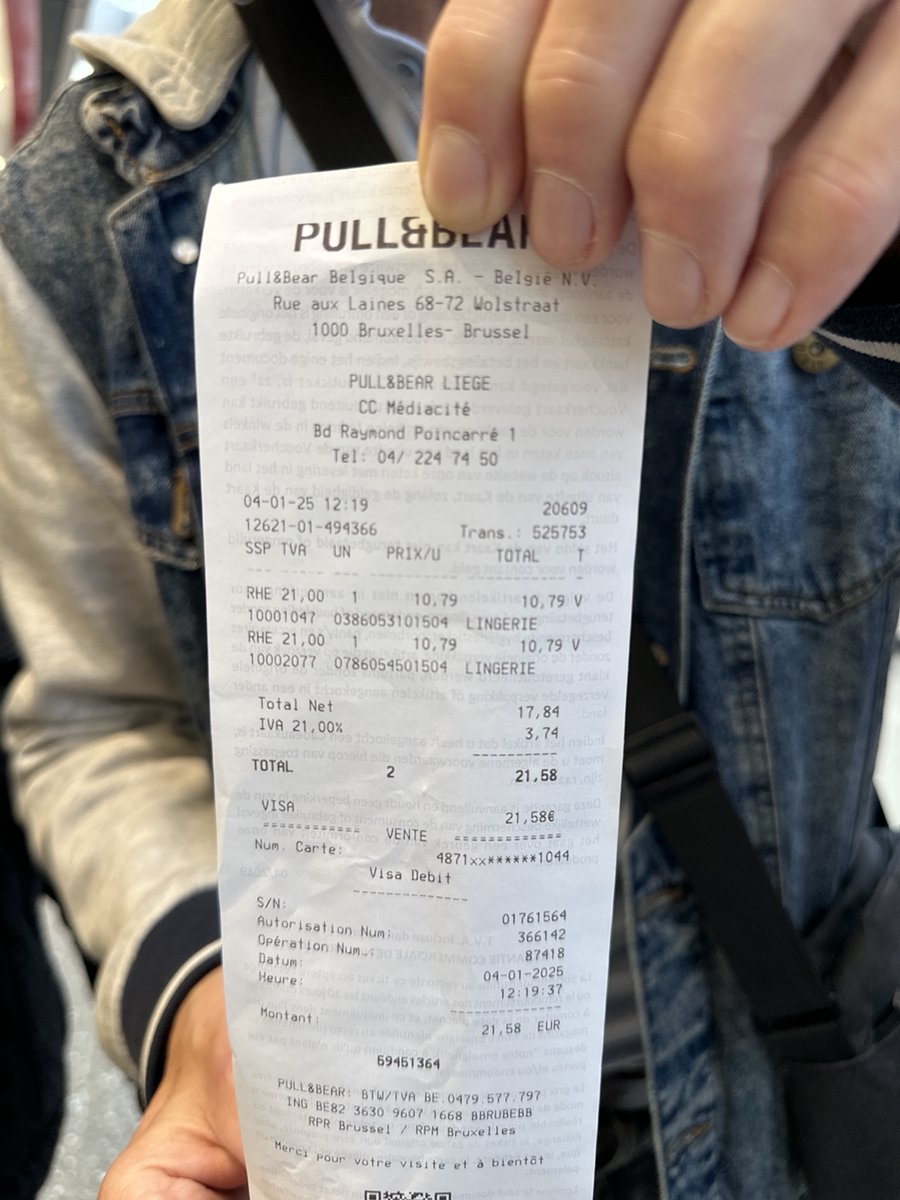 PULL&BEAR
Pull&Bear Belgique S.A. - België N.V.
Rue aux Laines 68-72 Wolstraat
1000 Bruxelles- Brussel
PULL&BEAR LIEGE
CC Médiacité
Bd Raymond Poincarré 1
Tel: 04/ 224 74 50
04-01-25 12:19 20609
12621-01-494366 Trans.: 525753
SSP TVA UN PRIX/U TOTAL T
--- ---- --- ------- -------- -
RHE 21,00 1 10,79 10,79 V
10001047 0386053101504 LINGERIE
RHE 21,00 1 10,79 10,79 V
10002077 0786054501504 LINGERIE
Total Net 17,84
IVA 21,00% 3,74
----------
TOTAL 2 21,58
VISA 21,58€
============ VENTE =============
Num. Carte: 4871xx******1044
Visa Debit
-------------
S/N: 01761564
Autorisation Num: 366142
Opération Num.: 87418
Datum: 04-01-2025
Heure: 12:19:37
-------------
Montant: 21,58 EUR
59451364
PULL&BEAR: BTW/TVA BE.0479.577.797
ING BE82 3630 9607 1668 BBRUBEBB
RPR Brussel / RPM Bruxelles
Merci pour votre visite et à bientôt